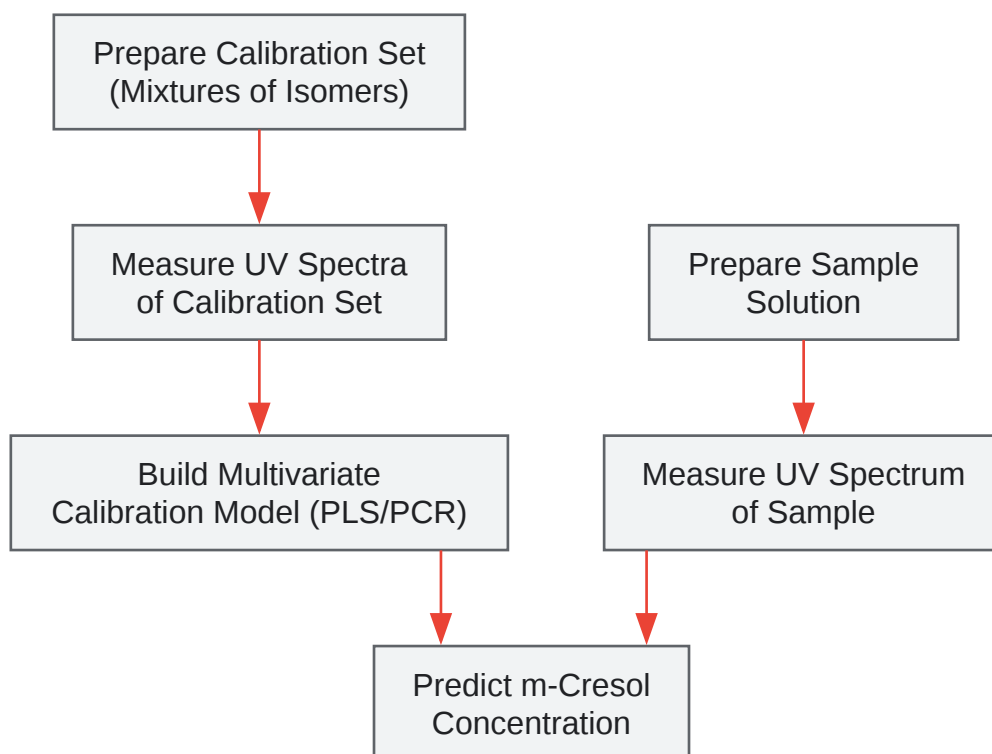 Prepare Calibration Set
(Mixtures of Isomers)
Measure UV Spectra
of Calibration Set
Prepare Sample
Solution
Build Multivariate
Calibration Model (PLS/PCR)
Measure UV Spectrum
of Sample
Predict m-Cresol
Concentration